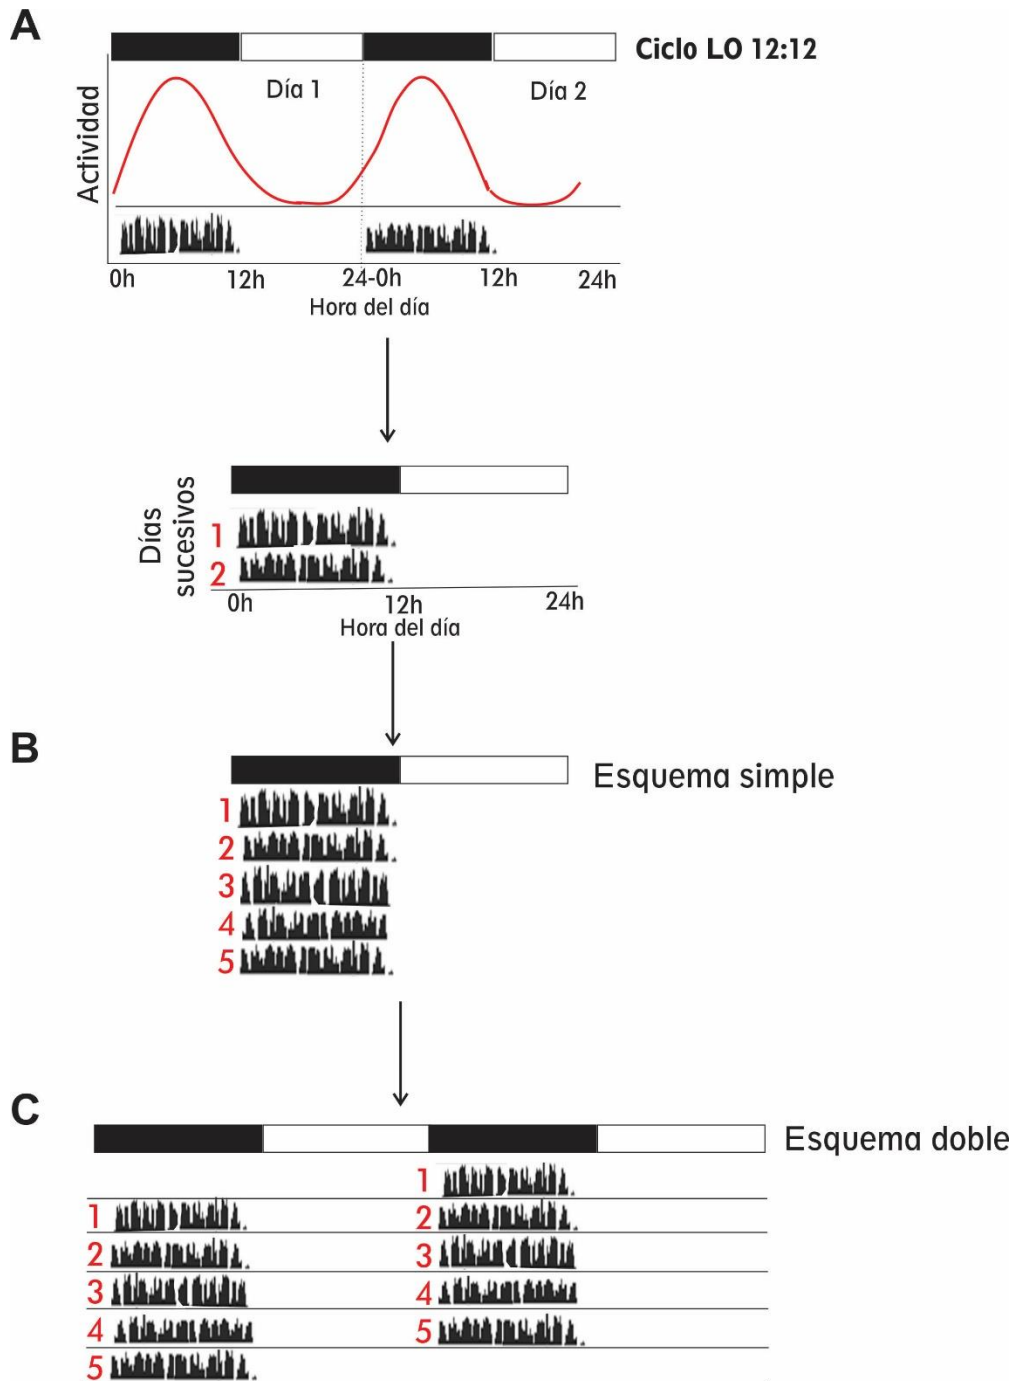 A
Ciclo LO 12:12
Día 1
Día 2
Actividad
0h
12h
24-0h
12h
24h
Hora del día
Días
sucesivos
1
2
0h
12h
24h
Hora del día
B
Esquema simple
1
2
3
4
5
C
Esquema doble
1
1 2
2 3
3 4
4 5
5